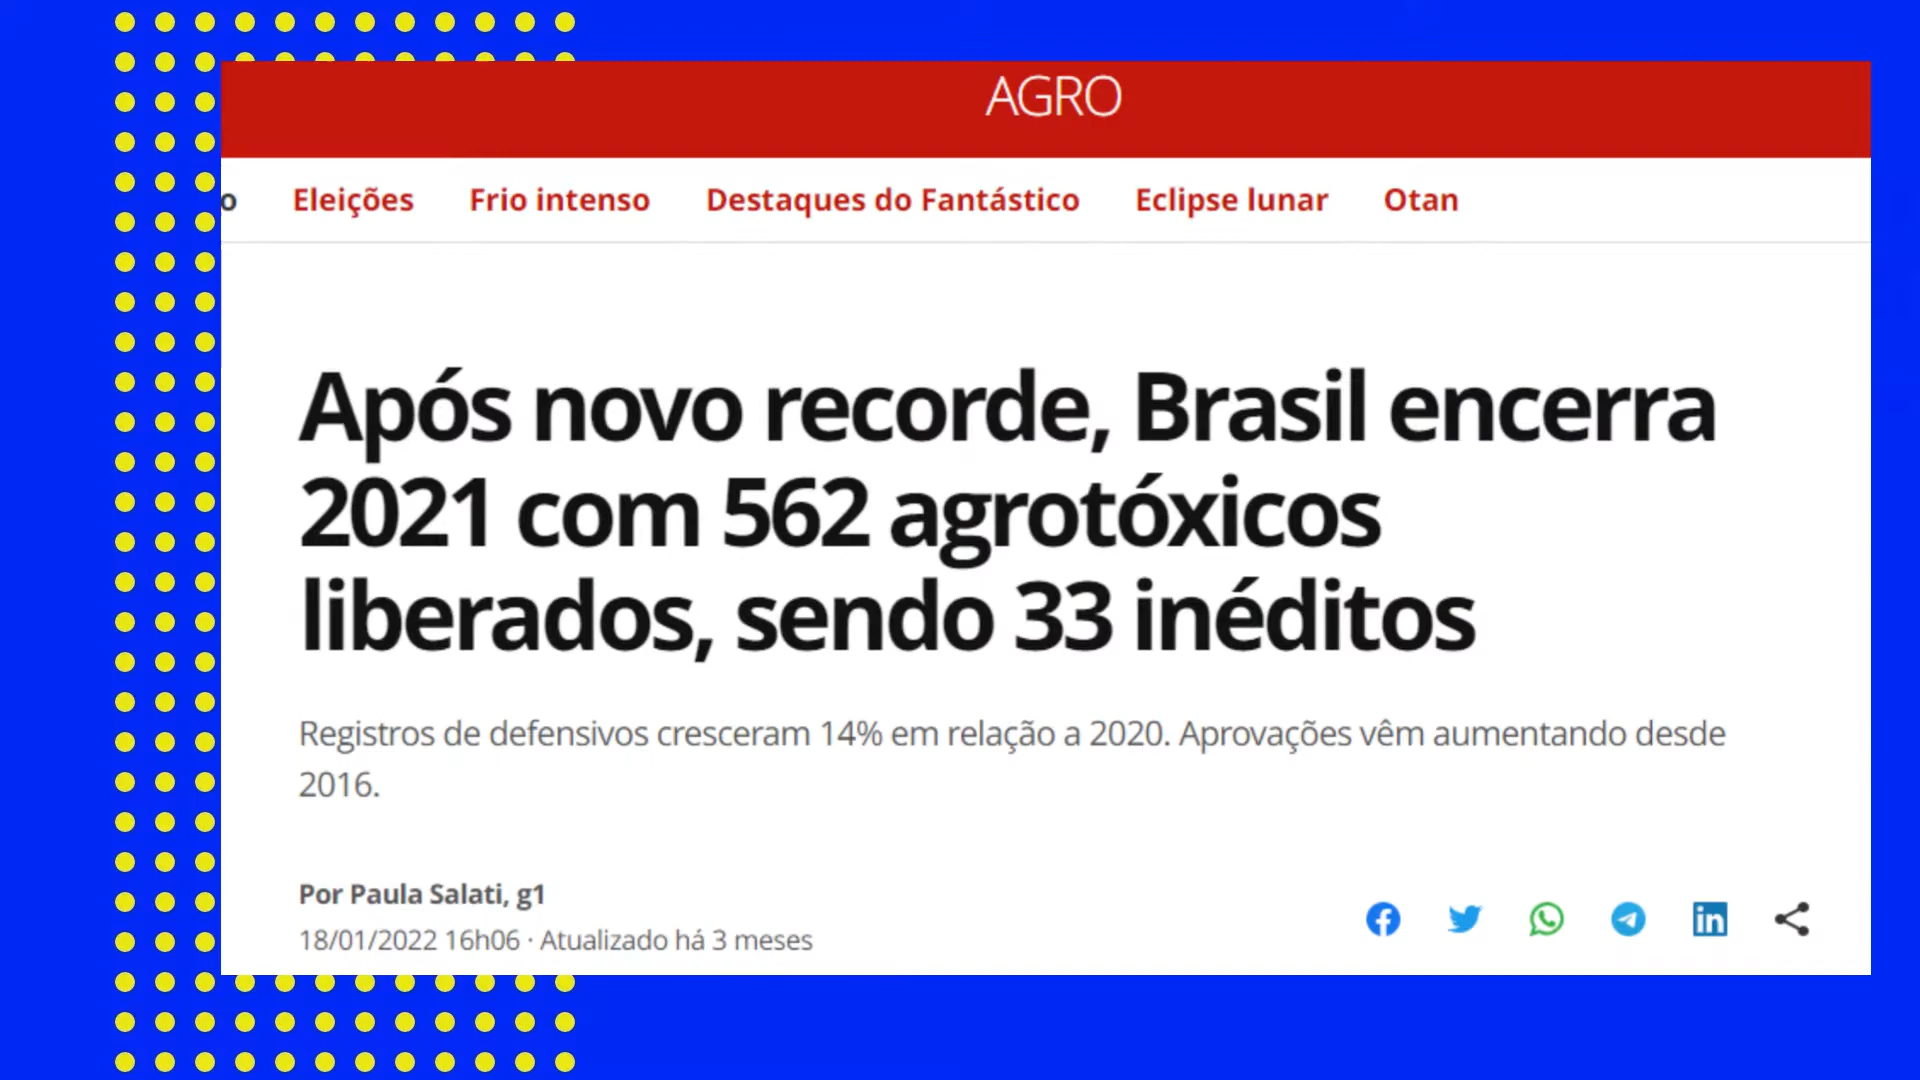 AGRO
o Eleições Frio intenso Destaques do Fantástico Eclipse lunar Otan
Após novo recorde, Brasil encerra
2021 com 562 agrotóxicos
liberados, sendo 33 inéditos
Registros de defensivos cresceram 14% em relação a 2020. Aprovações vêm aumentando desde
2016.
Por Paula Salati, g1
18/01/2022 16h06 · Atualizado há 3 meses